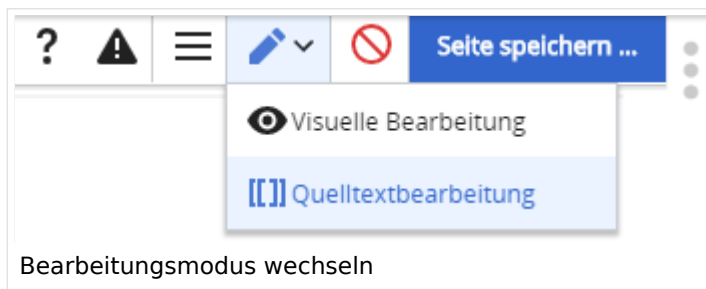 ? Seite speichern ...
Visuelle Bearbeitung
[[]] Quelltextbearbeitung
Bearbeitungsmodus wechseln